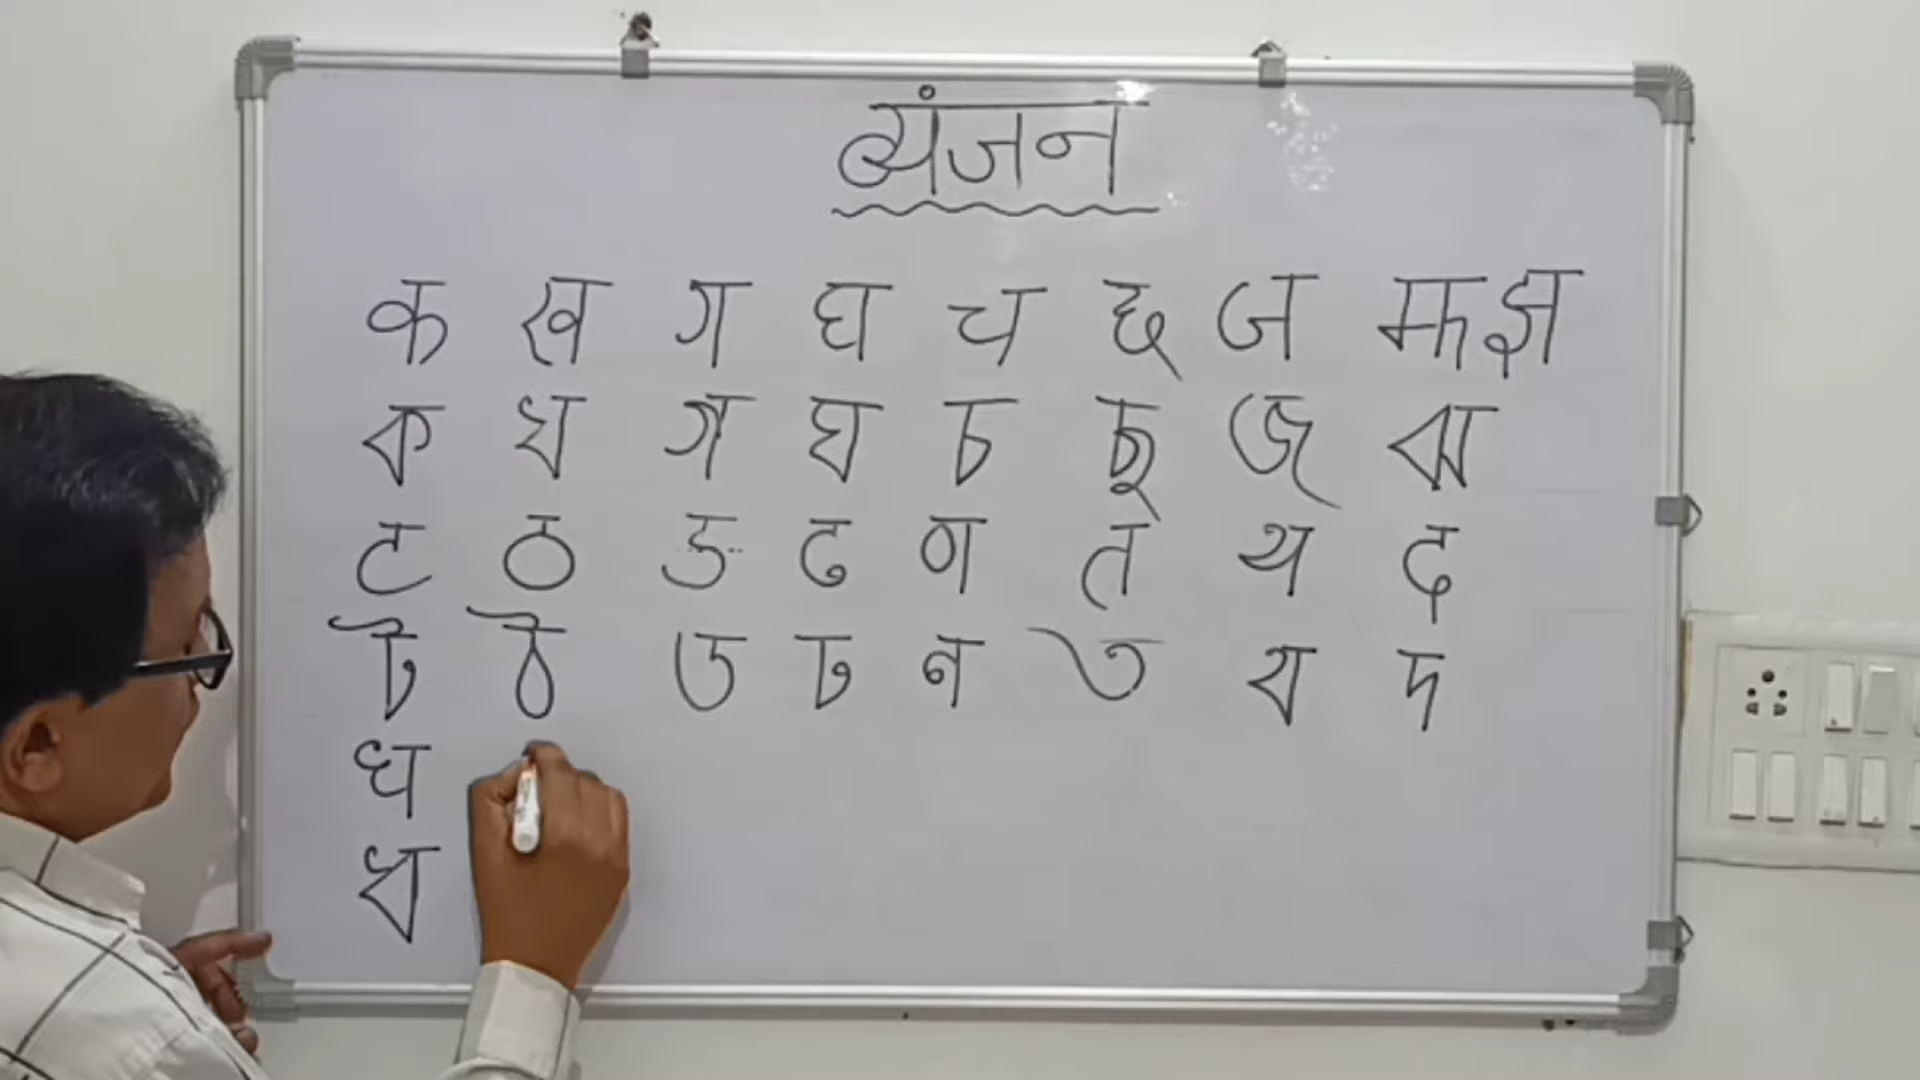 व्यंजन
क ख ग घ च छ ज झ झ
ক খ গ ঘ চ ছ জ ঝ
ट ठ ड ढ ण त थ द
ট ঠ ড ঢ ন ত থ দ
ध
ধ